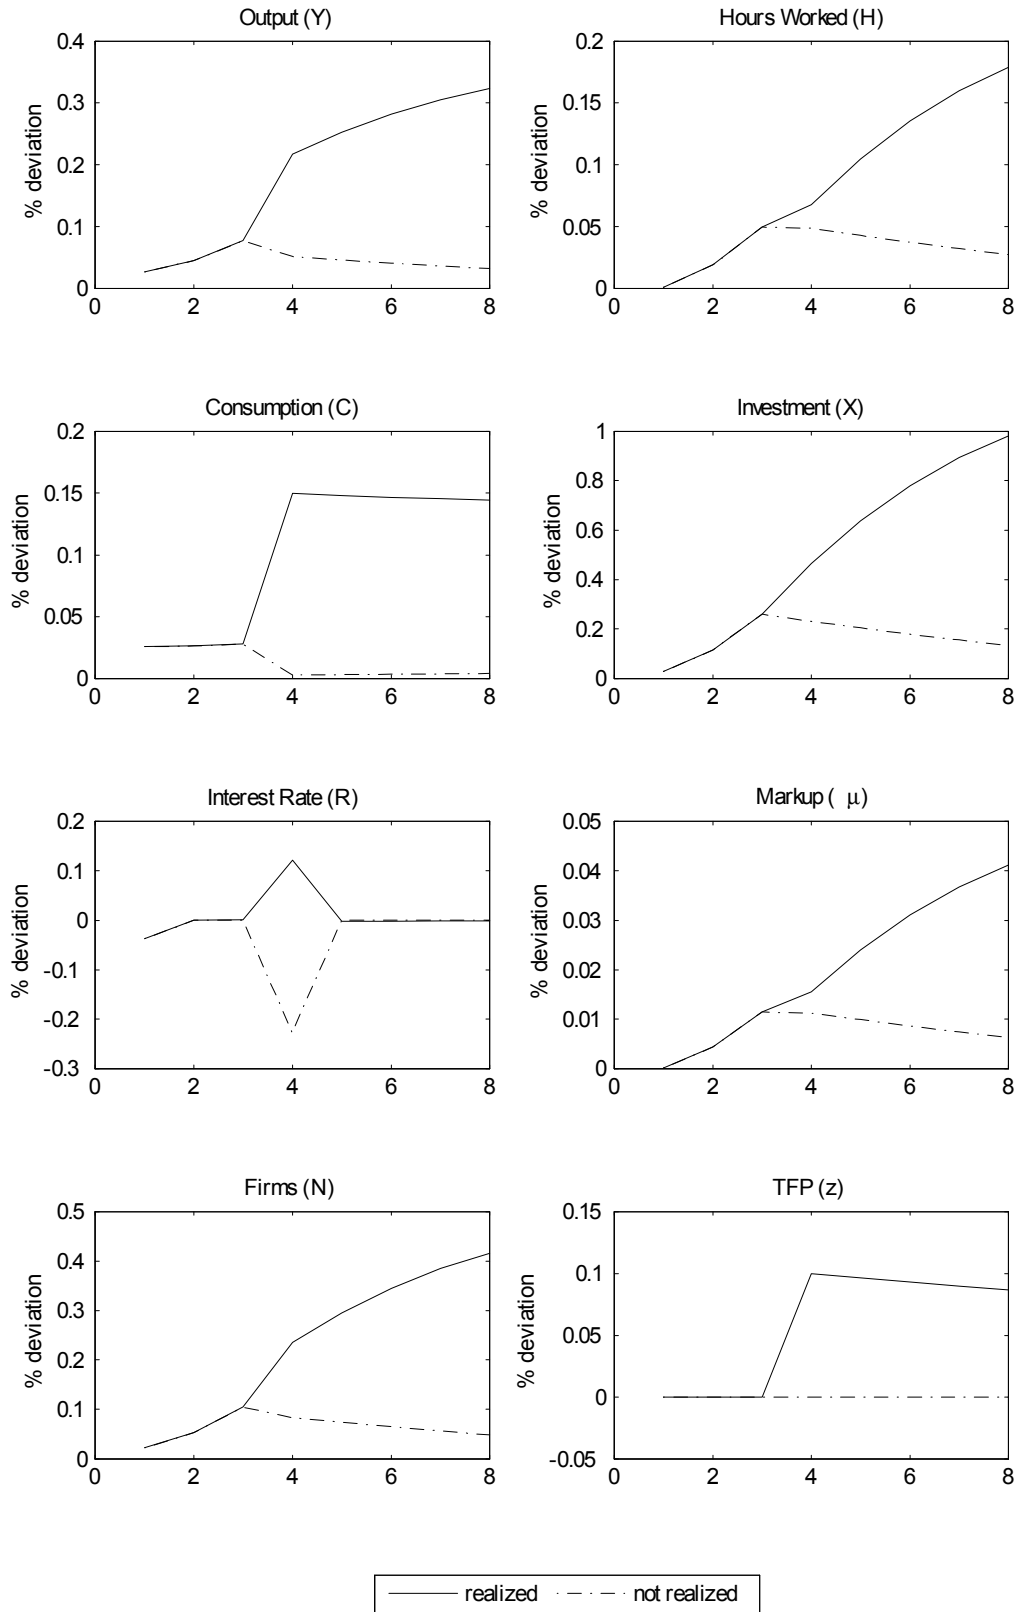 Output (Y)
% deviation
0.4
0.3
0.2
0.1
0
0 2 4 6 8
Hours Worked (H)
% deviation
0.2
0.15
0.1
0.05
0
0 2 4 6 8
Consumption (C)
% deviation
0.2
0.15
0.1
0.05
0
0 2 4 6 8
Investment (X)
% deviation
1
0.8
0.6
0.4
0.2
0
0 2 4 6 8
Interest Rate (R)
% deviation
0.2
0.1
0
-0.1
-0.2
-0.3
0 2 4 6 8
Markup ( μ)
% deviation
0.05
0.04
0.03
0.02
0.01
0
0 2 4 6 8
Firms (N)
% deviation
0.5
0.4
0.3
0.2
0.1
0
0 2 4 6 8
TFP (z)
% deviation
0.15
0.1
0.05
0
-0.05
0 2 4 6 8
realized not realized